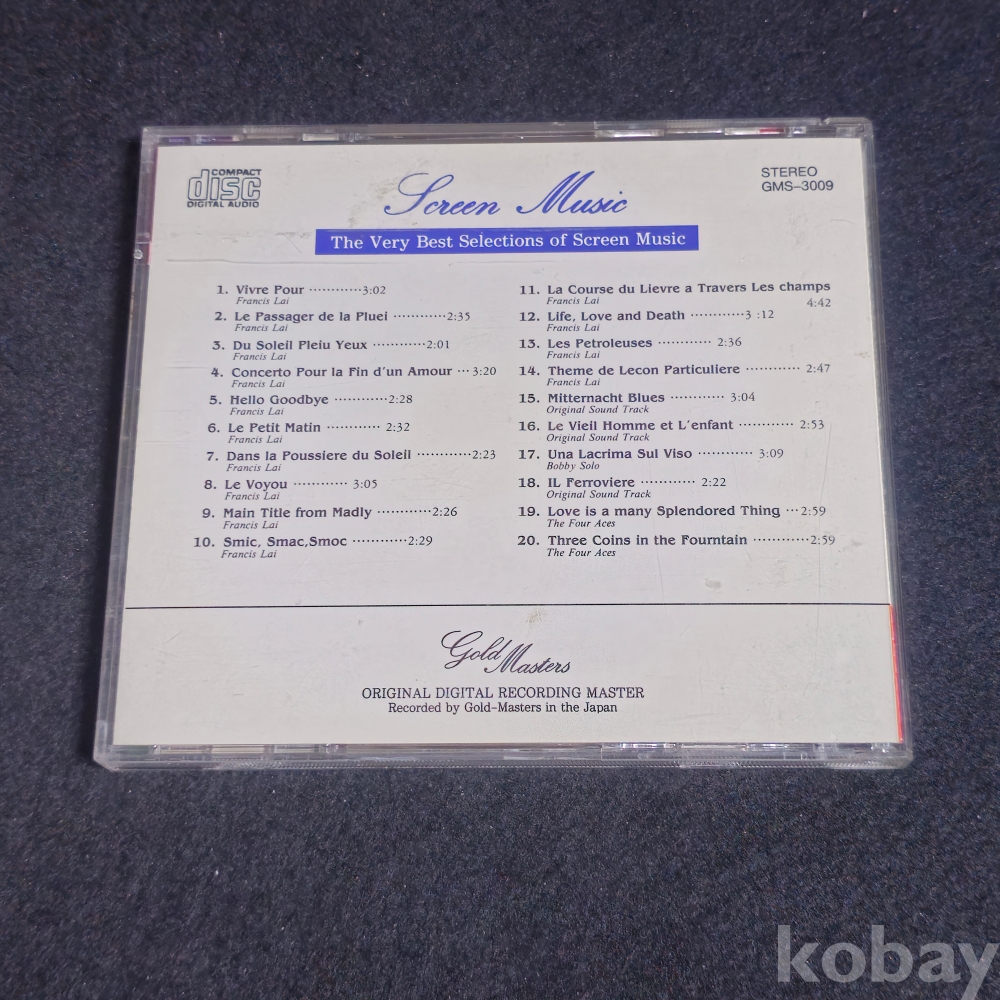 COMPACT
disc
DIGITAL AUDIO
STEREO
GMS-3009
Screen Music
The Very Best Selections of Screen Music
1. Vivre Pour ············3:02
Francis Lai
2. Le Passager de la Pluei ············2:35
Francis Lai
3. Du Soleil Pleiu Yeux ············2:01
Francis Lai
4. Concerto Pour la Fin d'un Amour ···3:20
Francis Lai
5. Hello Goodbye ············2:28
Francis Lai
6. Le Petit Matin ············ 2:32
Francis Lai
7. Dans la Poussiere du Soleil ············2:23
Francis Lai
8. Le Voyou ············ 3:05
Francis Lai
9. Main Title from Madly ············2:26
Francis Lai
10. Smic, Smac,Smoc ············2:29
Francis Lai
11. La Course du Lievre a Travers Les champs
Francis Lai 4:42
12. Life, Love and Death ············3 :12
Francis Lai
13. Les Petroleuses ············ 2:36
Francis Lai
14. Theme de Lecon Particuliere ············ 2:47
Francis Lai
15. Mitternacht Blues ············ 3:04
Original Sound Track
16. Le Vieil Homme et L'enfant ············ 2:53
Original Sound Track
17. Una Lacrima Sul Viso ············ 3:09
Bobby Solo
18. IL Ferroviere ············ 2:22
Original Sound Track
19. Love is a many Splendored Thing ···2:59
The Four Aces
20. Three Coins in the Fourntain ············2:59
The Four Aces
Gold Masters
ORIGINAL DIGITAL RECORDING MASTER
Recorded by Gold-Masters in the Japan
kobay